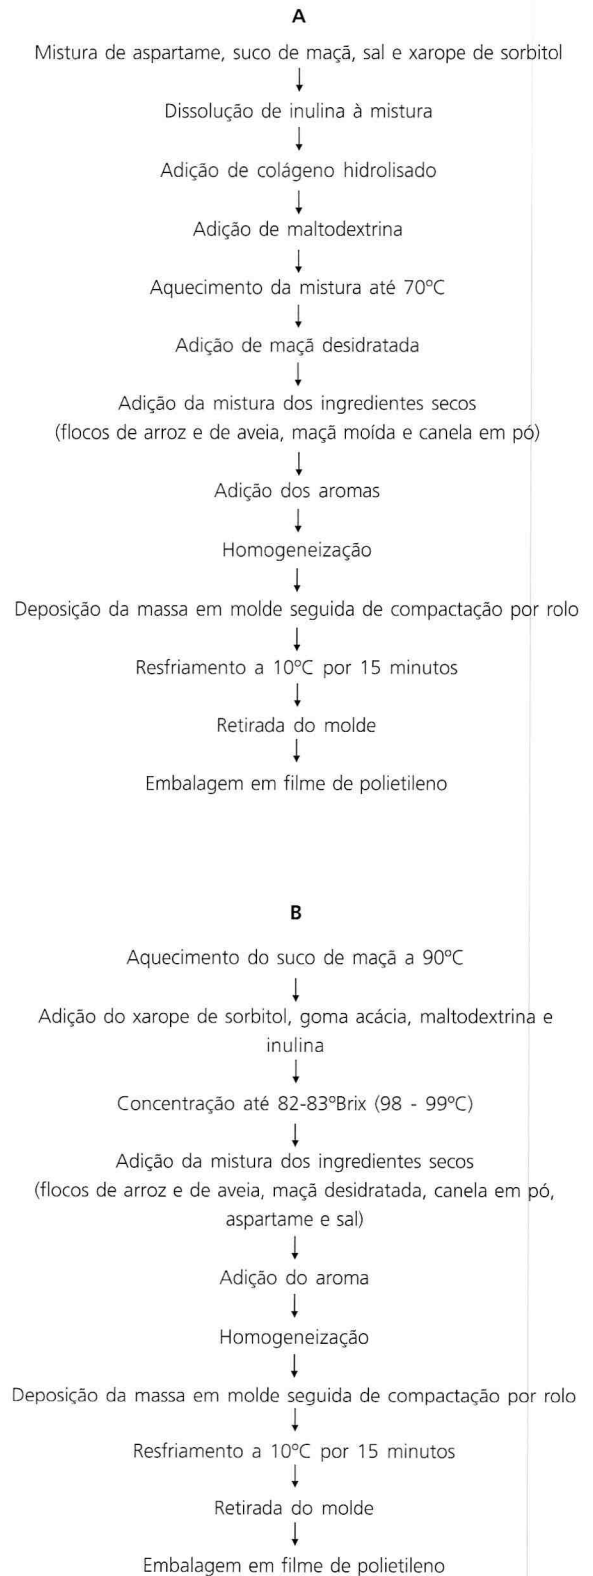 A
Mistura de aspartame, suco de maçã, sal e xarope de sorbitol
Dissolução de inulina à mistura
Adição de colágeno hidrolisado
Adição de maltodextrina
Aquecimento da mistura até 70ºC
Adição de maçã desidratada
Adição da mistura dos ingredientes secos
(flocos de arroz e de aveia, maçã moída e canela em pó)
Adição dos aromas
Homogeneização
Deposição da massa em molde seguida de compactação por rolo
Resfriamento a 10ºC por 15 minutos
Retirada do molde
Embalagem em filme de polietileno
B
Aquecimento do suco de maçã a 90ºC
Adição do xarope de sorbitol, goma acácia, maltodextrina e
inulina
Concentração até 82-83ºBrix (98 - 99ºC)
Adição da mistura dos ingredientes secos
(flocos de arroz e de aveia, maçã desidratada, canela em pó,
aspartame e sal)
Adição do aroma
Homogeneização
Deposição da massa em molde seguida de compactação por rolo
Resfriamento a 10ºC por 15 minutos
Retirada do molde
Embalagem em filme de polietileno